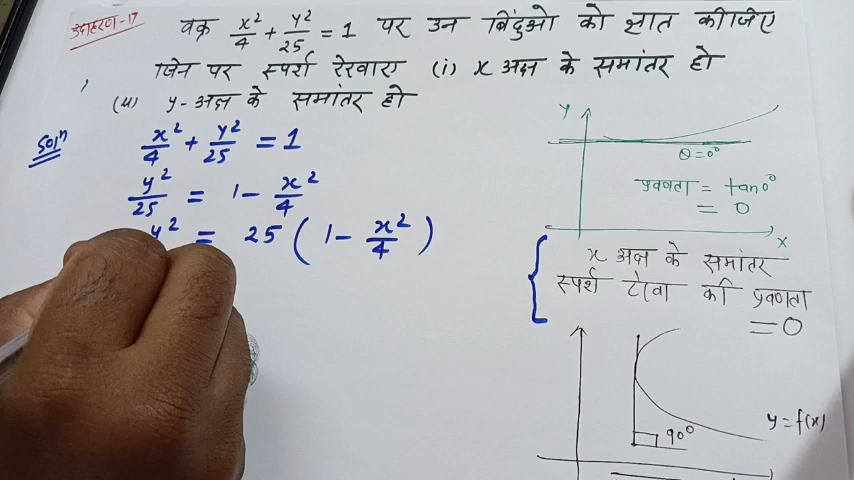 उदाहरण-17
वक्र x²/4 + y²/25 = 1 पर उन बिंदुओ को ज्ञात कीजिए
जिन पर स्पर्श रेखाए (i) x अक्ष के समांतर हो
(ii) y-अक्ष के समांतर हो
Solⁿ
x²/4 + y²/25 = 1
y²/25 = 1 - x²/4
y² = 25 ( 1 - x²/4 )
y
θ = 0°
प्रवणता = tan 0°
= 0
x
x अक्ष के समांतर
स्पर्श रेखा की प्रवणता
= 0
y = f(x)
90°